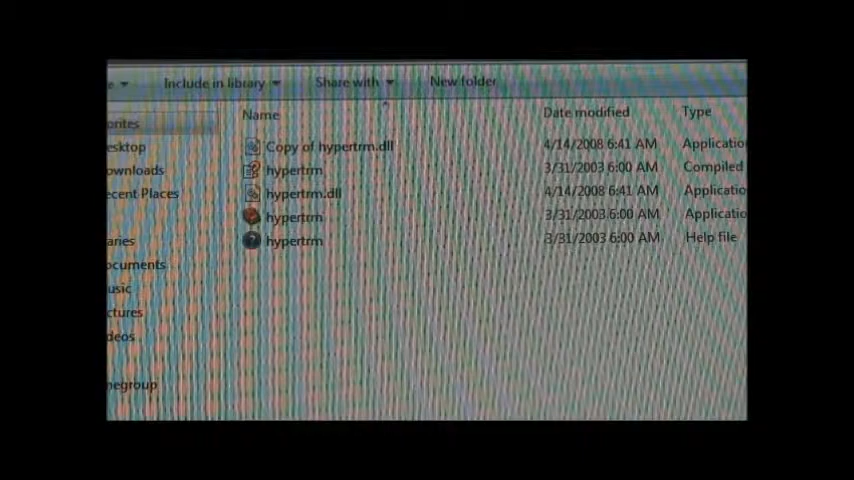 e Include in library Share with New folder
Name Date modified Type
orites
esktop Copy of hypertrm.dll 4/14/2008 6:41 AM Applicatio
ownloads hypertrm 3/31/2003 6:00 AM Compiled
ecent Places hypertrm.dll 4/14/2008 6:41 AM Applicatio
hypertrm 3/31/2003 6:00 AM Applicatio
aries hypertrm 3/31/2003 6:00 AM Help file
ocuments
usic
ctures
deos
negroup